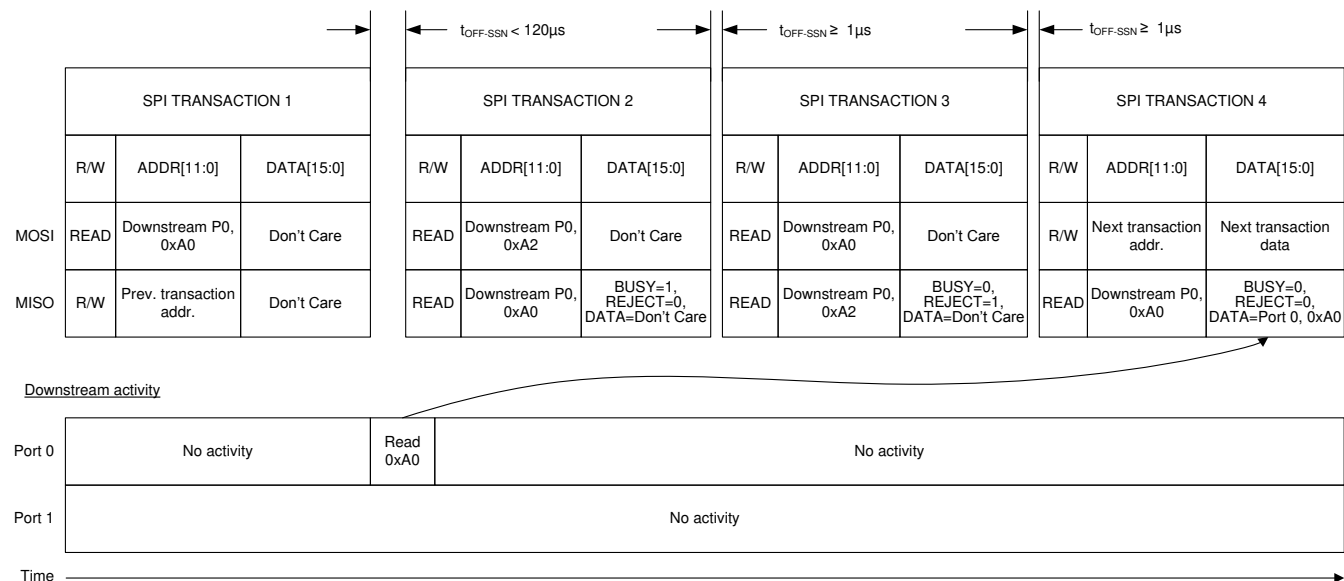 tOFF-SSN < 120µs
tOFF-SSN ≥ 1µs
tOFF-SSN ≥ 1µs
SPI TRANSACTION 1
SPI TRANSACTION 2
SPI TRANSACTION 3
SPI TRANSACTION 4
R/W
ADDR[11:0]
DATA[15:0]
R/W
ADDR[11:0]
DATA[15:0]
R/W
ADDR[11:0]
DATA[15:0]
R/W
ADDR[11:0]
DATA[15:0]
MOSI
READ
Downstream P0,
0xA0
Don't Care
READ
Downstream P0,
0xA2
Don't Care
READ
Downstream P0,
0xA0
Don't Care
R/W
Next transaction
addr.
Next transaction
data
MISO
R/W
Prev. transaction
addr.
Don't Care
READ
Downstream P0,
0xA0
BUSY=1,
REJECT=0,
DATA=Don't Care
READ
Downstream P0,
0xA2
BUSY=0,
REJECT=1,
DATA=Don't Care
READ
Downstream P0,
0xA0
BUSY=0,
REJECT=0,
DATA=Port 0, 0xA0
Downstream activity
Port 0
No activity
Read
0xA0
No activity
Port 1
No activity
Time